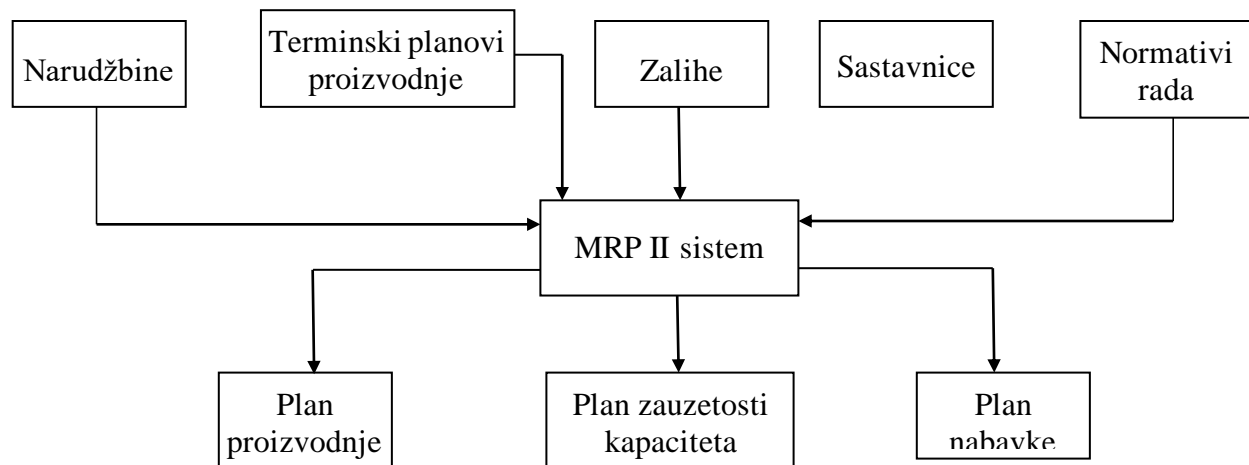 Narudžbine
Terminski planovi
proizvodnje
Zalihe
Sastavnice
Normativi
rada
MRP II sistem
Plan
proizvodnje
Plan zauzetosti
kapaciteta
Plan
nabavke